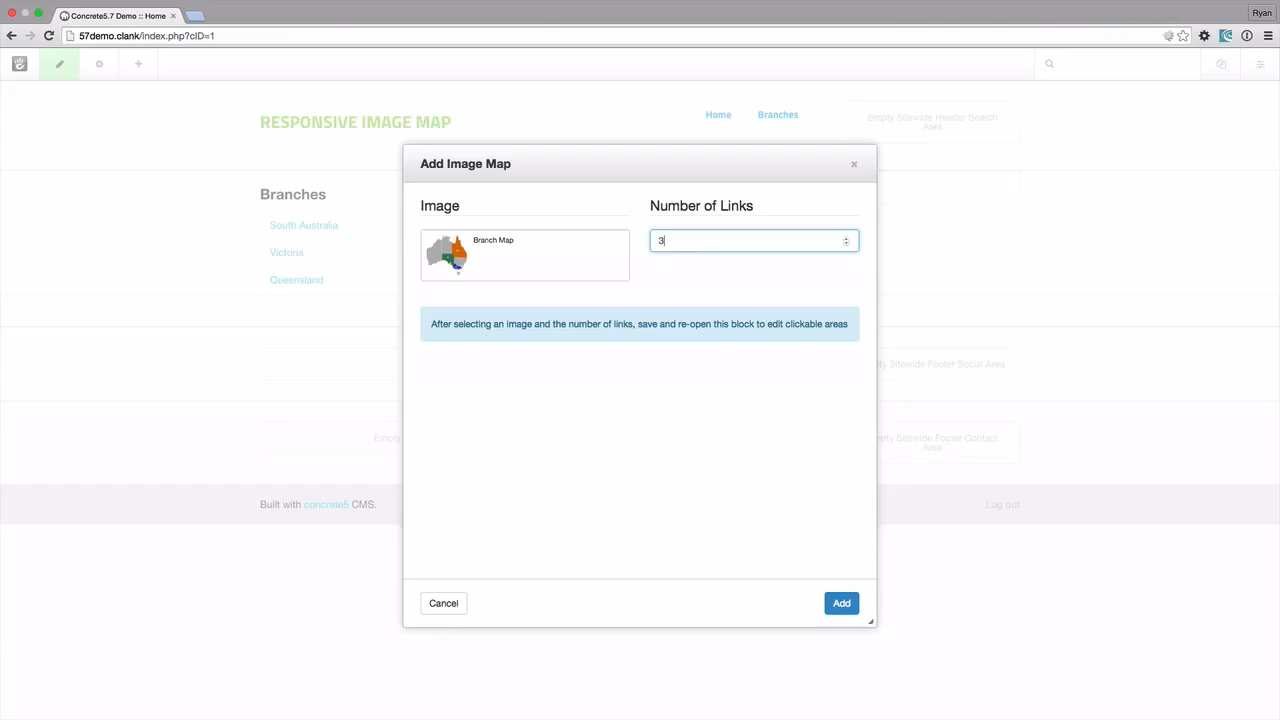 Concrete5.7 Demo :: Home
Ryan
57demo.clank/index.php?cID=1
RESPONSIVE IMAGE MAP
Home
Branches
Empty Sitewide Header Search
Area
Add Image Map
Branches
South Australia
Victoria
Queensland
Image
Number of Links
Branch Map
3
After selecting an image and the number of links, save and re-open this block to edit clickable areas
Sitewide Footer Social Area
Empty
Sitewide Footer Contact
Area
Built with concrete5 CMS.
Log out
Cancel
Add